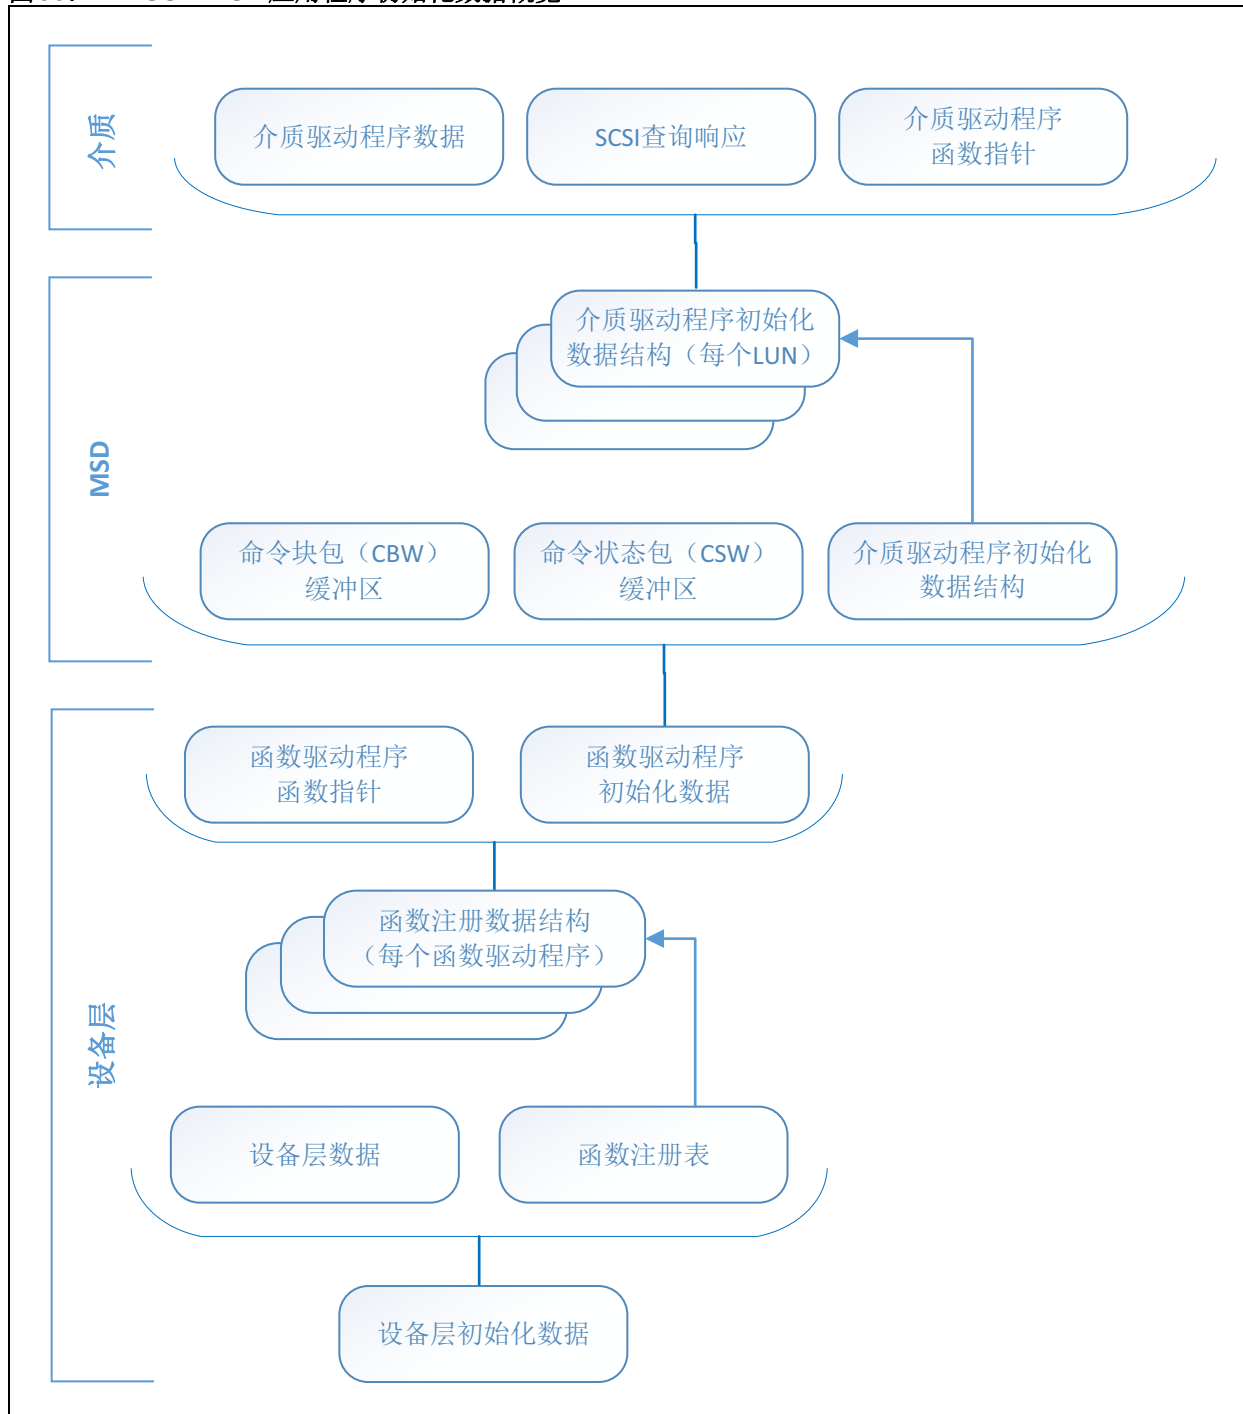 介质
介质驱动程序数据
SCSI查询响应
介质驱动程序
函数指针
MSD
介质驱动程序初始化
数据结构（每个LUN）
命令块包（CBW）
缓冲区
命令状态包（CSW）
缓冲区
介质驱动程序初始化
数据结构
设备层
函数驱动程序
函数指针
函数驱动程序
初始化数据
函数注册数据结构
（每个函数驱动程序）
设备层数据
函数注册表
设备层初始化数据